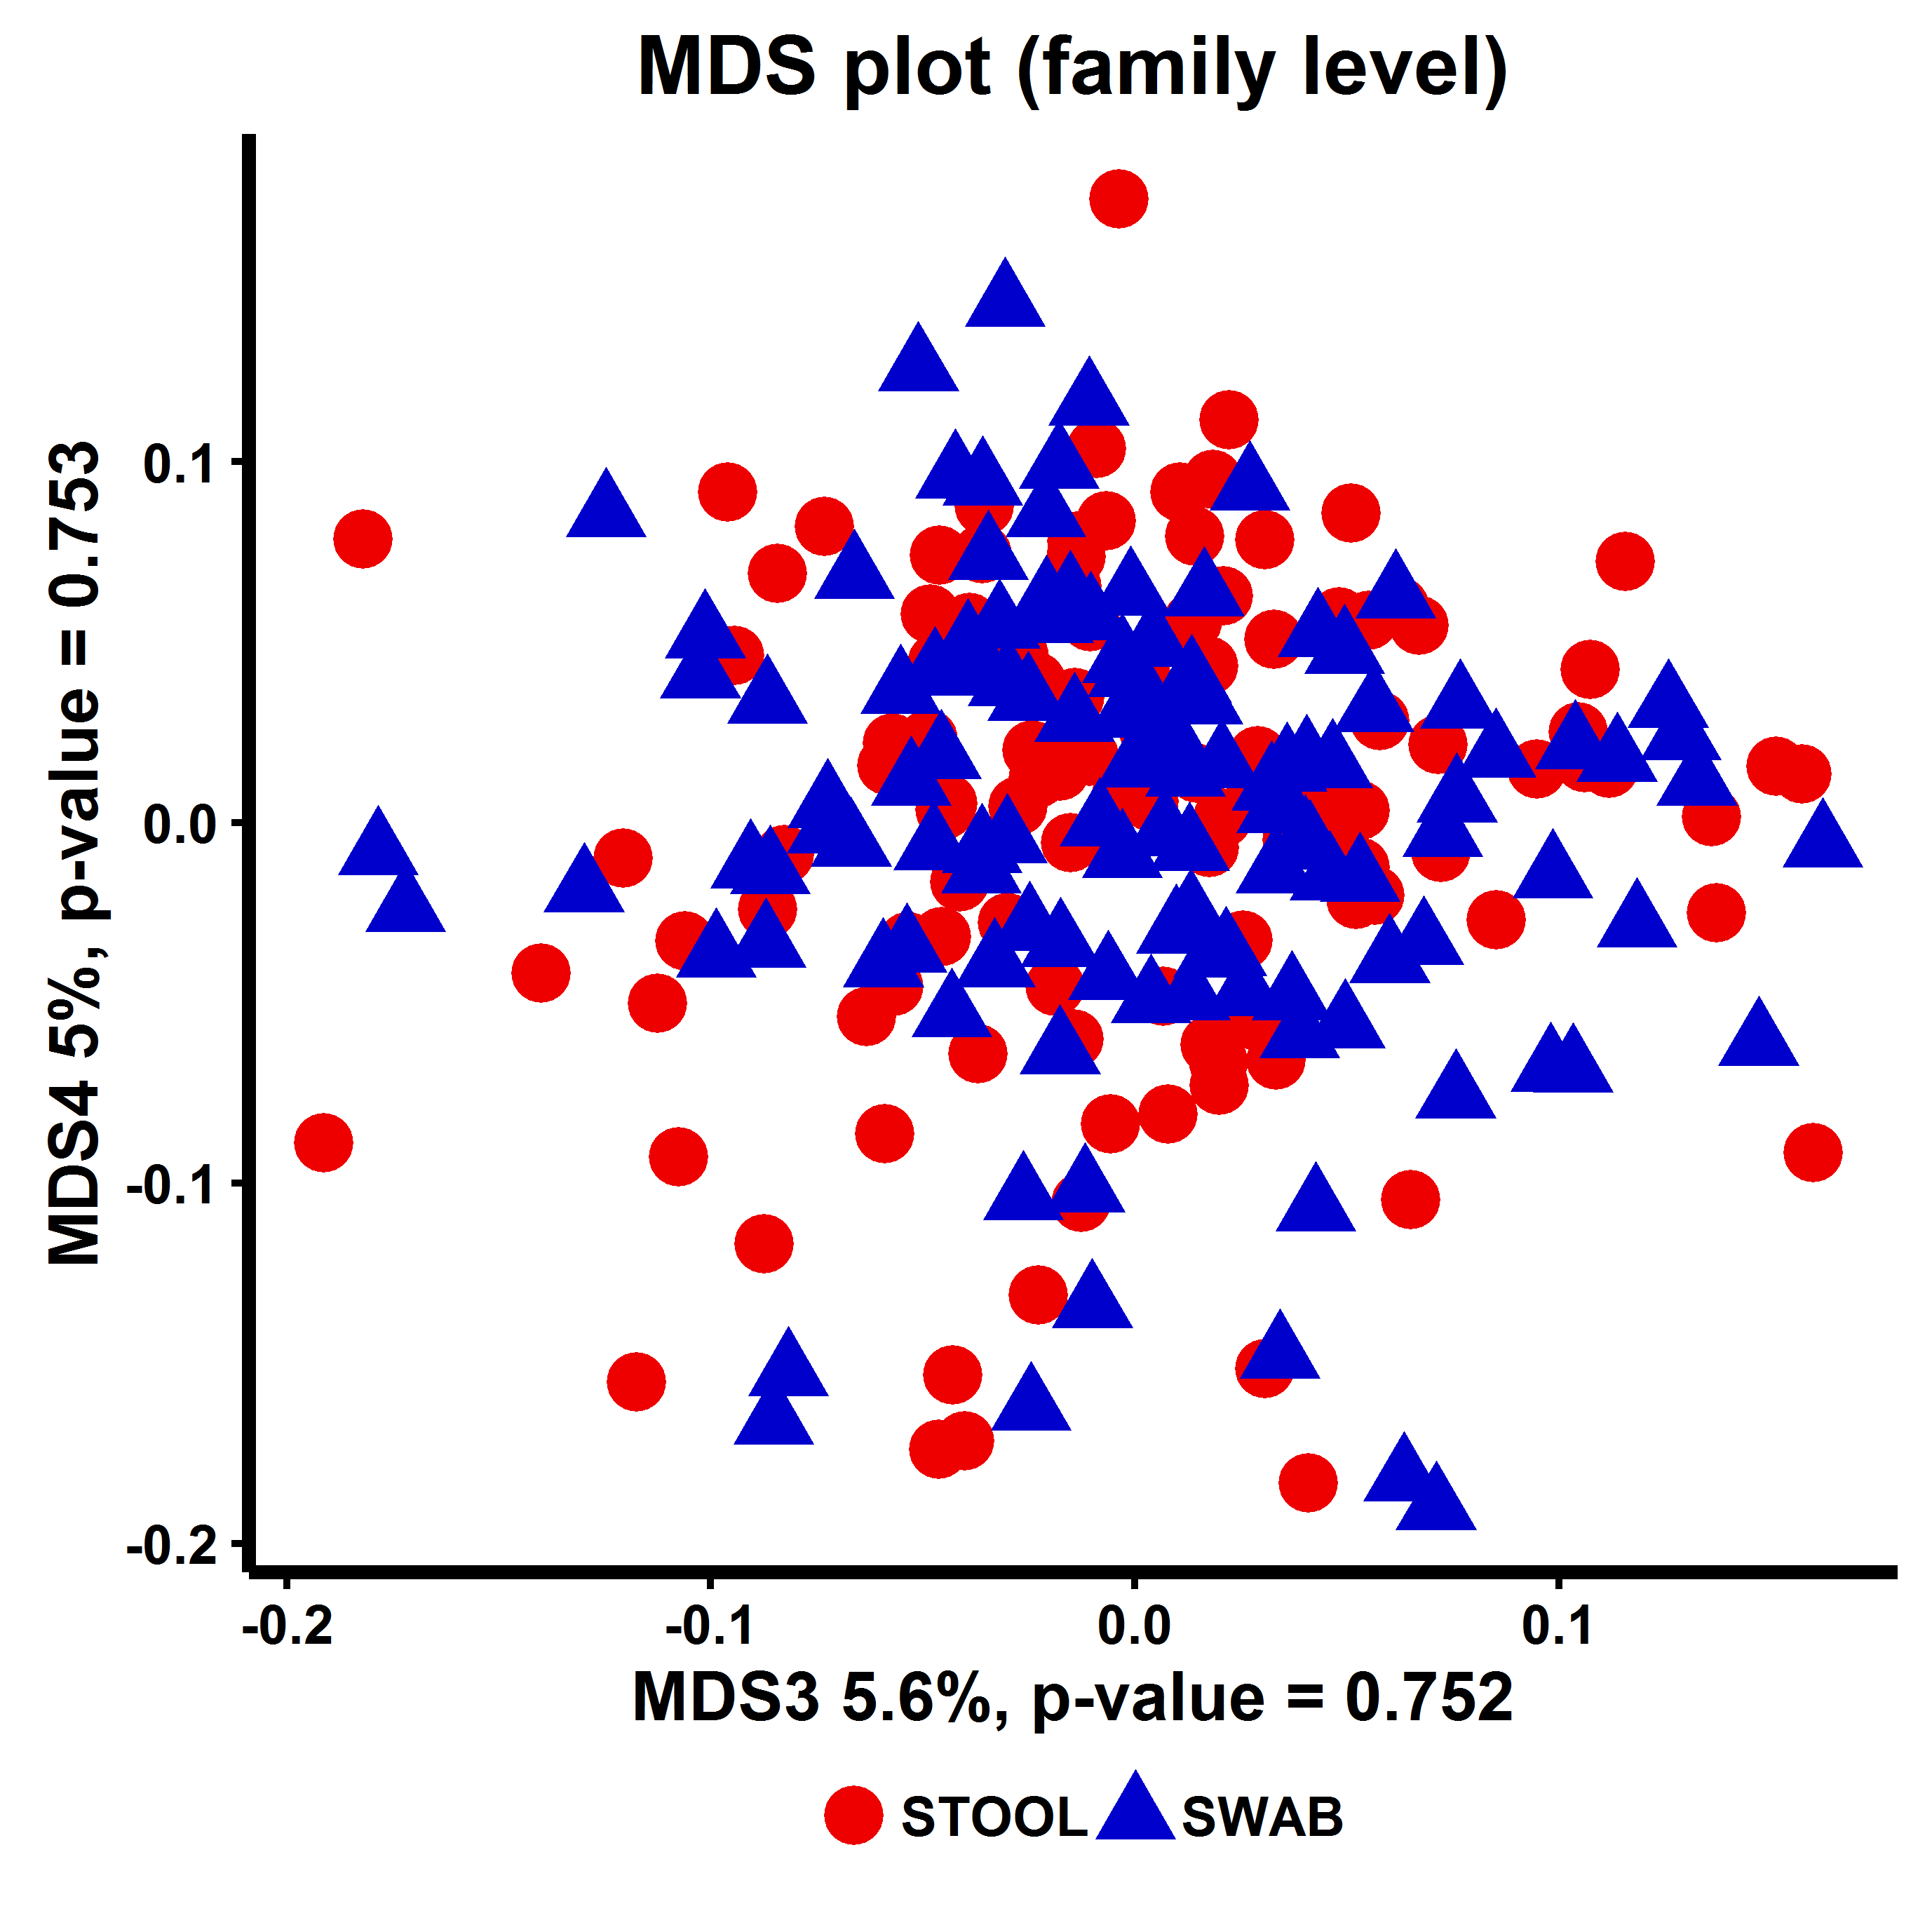 MDS plot (family level)
MDS4 5%, p-value = 0.753
0.1
0.0
-0.1
-0.2
-0.2
-0.1
0.0
0.1
MDS3 5.6%, p-value = 0.752
STOOL
SWAB